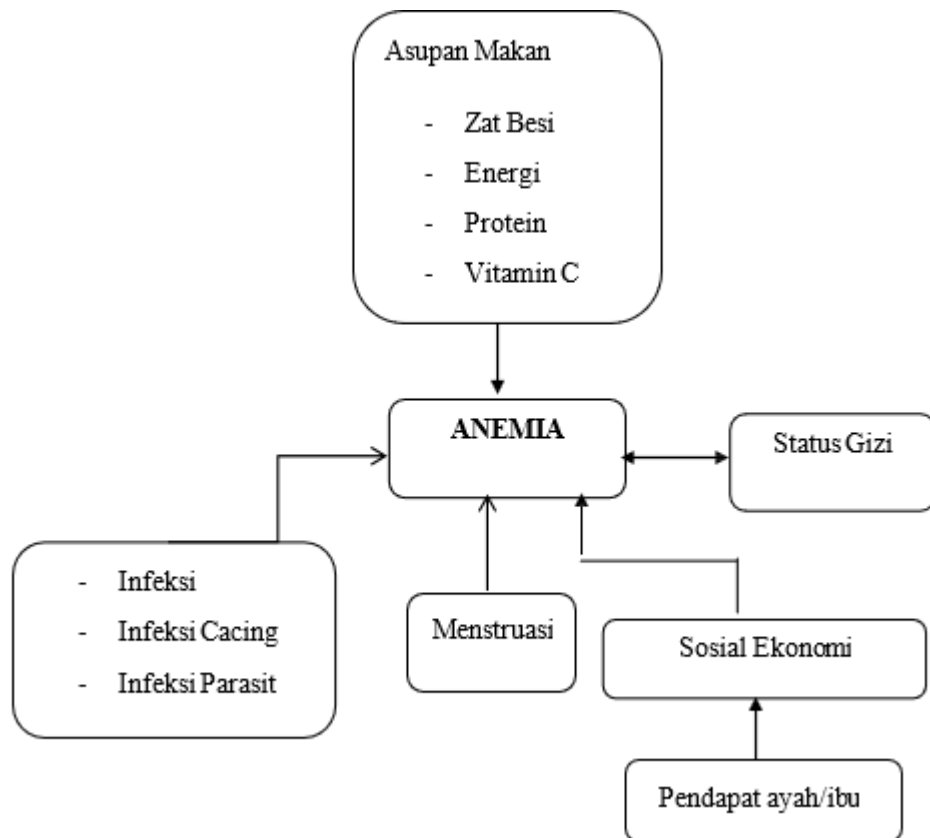 Asupan Makan
- Zat Besi
- Energi
- Protein
- Vitamin C
ANEMIA
Status Gizi
- Infeksi
- Infeksi Cacing
- Infeksi Parasit
Menstruasi
Sosial Ekonomi
Pendapat ayah/ibu